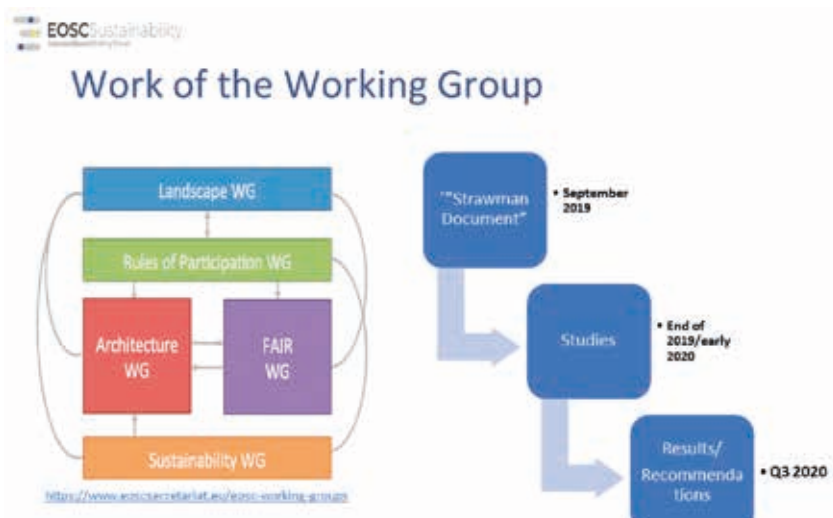 EOSCSustainability
Work of the Working Group
Landscape WG
Rules of Participation WG
Architecture
WG
FAIR
WG
Sustainability WG
https://www.eoscsecretariat.eu/eosc-working-groups
""Strawman
Document"
• September
2019
Studies
• End of
2019/early
2020
Results/
Recommenda
tions
• Q3 2020